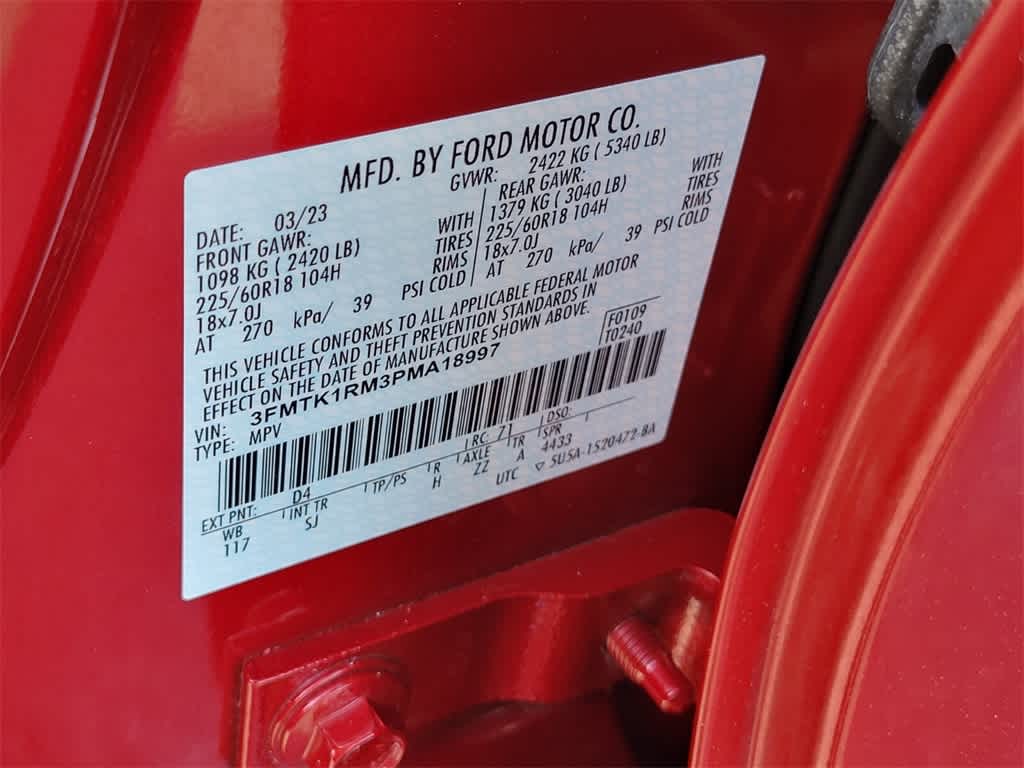 MFD. BY FORD MOTOR CO.
DATE: 03/23 GVWR: 2422 KG ( 5340 LB)
FRONT GAWR: REAR GAWR:
1098 KG ( 2420 LB) WITH 1379 KG ( 3040 LB) WITH
225/60R18 104H TIRES 225/60R18 104H TIRES
18x7.0J RIMS 18x7.0J RIMS
AT 270 kPa/ 39 PSI COLD AT 270 kPa/ 39 PSI COLD
THIS VEHICLE CONFORMS TO ALL APPLICABLE FEDERAL MOTOR
VEHICLE SAFETY AND THEFT PREVENTION STANDARDS IN
EFFECT ON THE DATE OF MANUFACTURE SHOWN ABOVE.
VIN: 3FMTK1RM3PMA18997 F0109
TYPE: MPV T0240
EXT PNT: D4 RC: 71 DSO:
WB INT TR TP/PS R AXLE TR SPR
117 SJ H ZZ A 4433
UTC ▽ 5U5A-1520472-BA